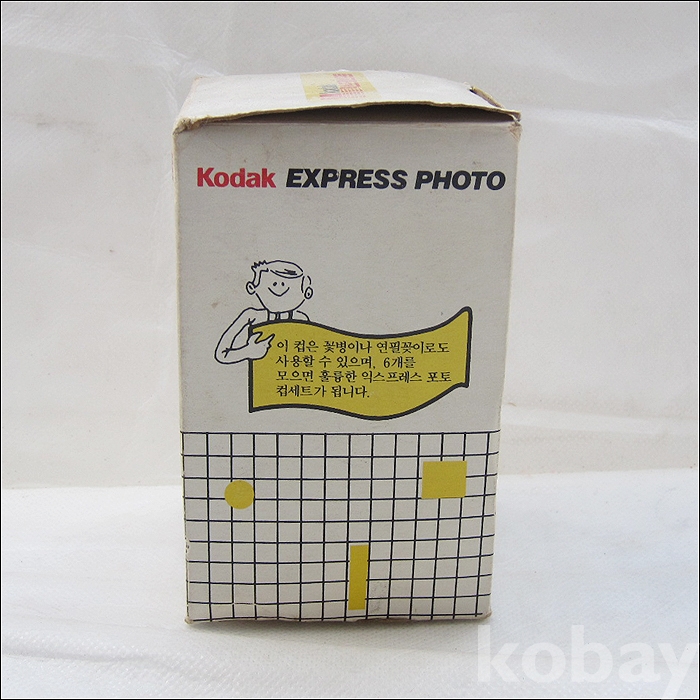 Kodak EXPRESS PHOTO
이 컵은 꽃병이나 연필꽂이로도
사용할 수 있으며, 6개를
모으면 훌륭한 익스프레스 포토
컵세트가 됩니다.
kobay